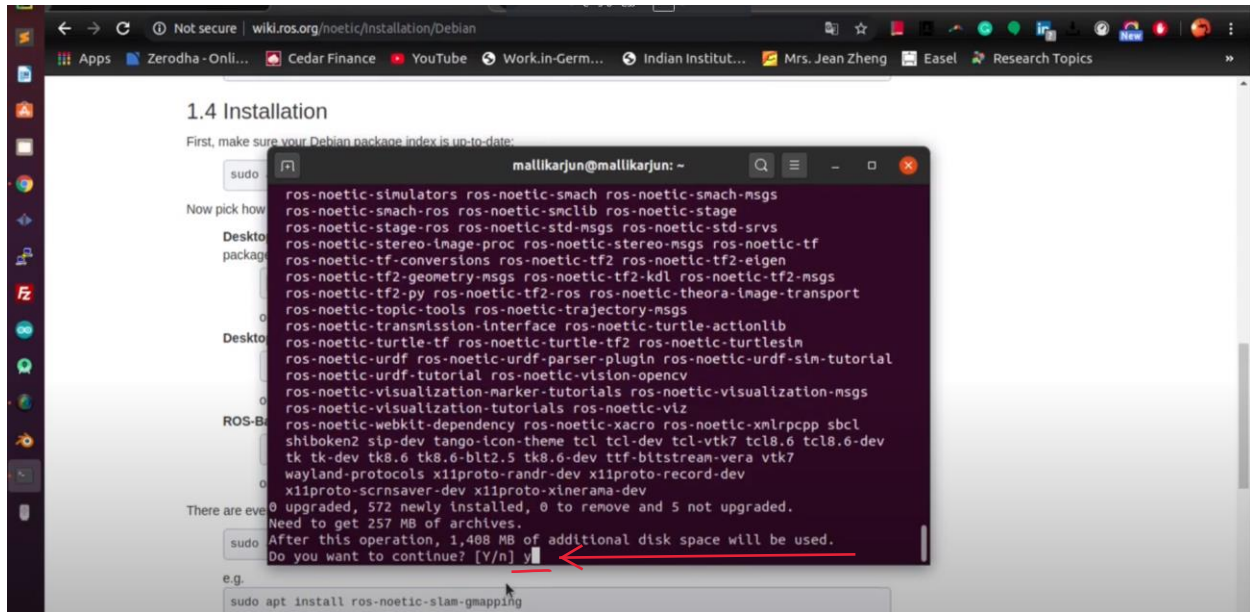 Not secure | wiki.ros.org/noetic/Installation/Debian
New
Apps Zerodha - Onli... Cedar Finance YouTube Work.in-Germ... Indian Institut... Mrs. Jean Zheng Easel Research Topics »
1.4 Installation
First, make sure your Debian package index is up-to-date:
sudo
mallikarjun@mallikarjun: ~
Now pick how
Deskto
package
o
Deskto
o
ROS-Ba
o
There are eve
sudo
ros-noetic-simulators ros-noetic-smach ros-noetic-smach-msgs
ros-noetic-smach-ros ros-noetic-smclib ros-noetic-stage
ros-noetic-stage-ros ros-noetic-std-msgs ros-noetic-std-srvs
ros-noetic-stereo-image-proc ros-noetic-stereo-msgs ros-noetic-tf
ros-noetic-tf-conversions ros-noetic-tf2 ros-noetic-tf2-eigen
ros-noetic-tf2-geometry-msgs ros-noetic-tf2-kdl ros-noetic-tf2-msgs
ros-noetic-tf2-py ros-noetic-tf2-ros ros-noetic-theora-image-transport
ros-noetic-topic-tools ros-noetic-trajectory-msgs
ros-noetic-transmission-interface ros-noetic-turtle-actionlib
ros-noetic-turtle-tf ros-noetic-turtle-tf2 ros-noetic-turtlesim
ros-noetic-urdf ros-noetic-urdf-parser-plugin ros-noetic-urdf-sim-tutorial
ros-noetic-urdf-tutorial ros-noetic-vision-opencv
ros-noetic-visualization-marker-tutorials ros-noetic-visualization-msgs
ros-noetic-visualization-tutorials ros-noetic-viz
ros-noetic-webkit-dependency ros-noetic-xacro ros-noetic-xmlrpcpp sbcl
shiboken2 sip-dev tango-icon-theme tcl tcl-dev tcl-vtk7 tcl8.6 tcl8.6-dev
tk tk-dev tk8.6 tk8.6-blt2.5 tk8.6-dev ttf-bitstream-vera vtk7
wayland-protocols x11proto-randr-dev x11proto-record-dev
x11proto-scrnsaver-dev x11proto-xinerama-dev
0 upgraded, 572 newly installed, 0 to remove and 5 not upgraded.
Need to get 257 MB of archives.
After this operation, 1,408 MB of additional disk space will be used.
Do you want to continue? [Y/n] y
e.g.
sudo apt install ros-noetic-slam-gmapping